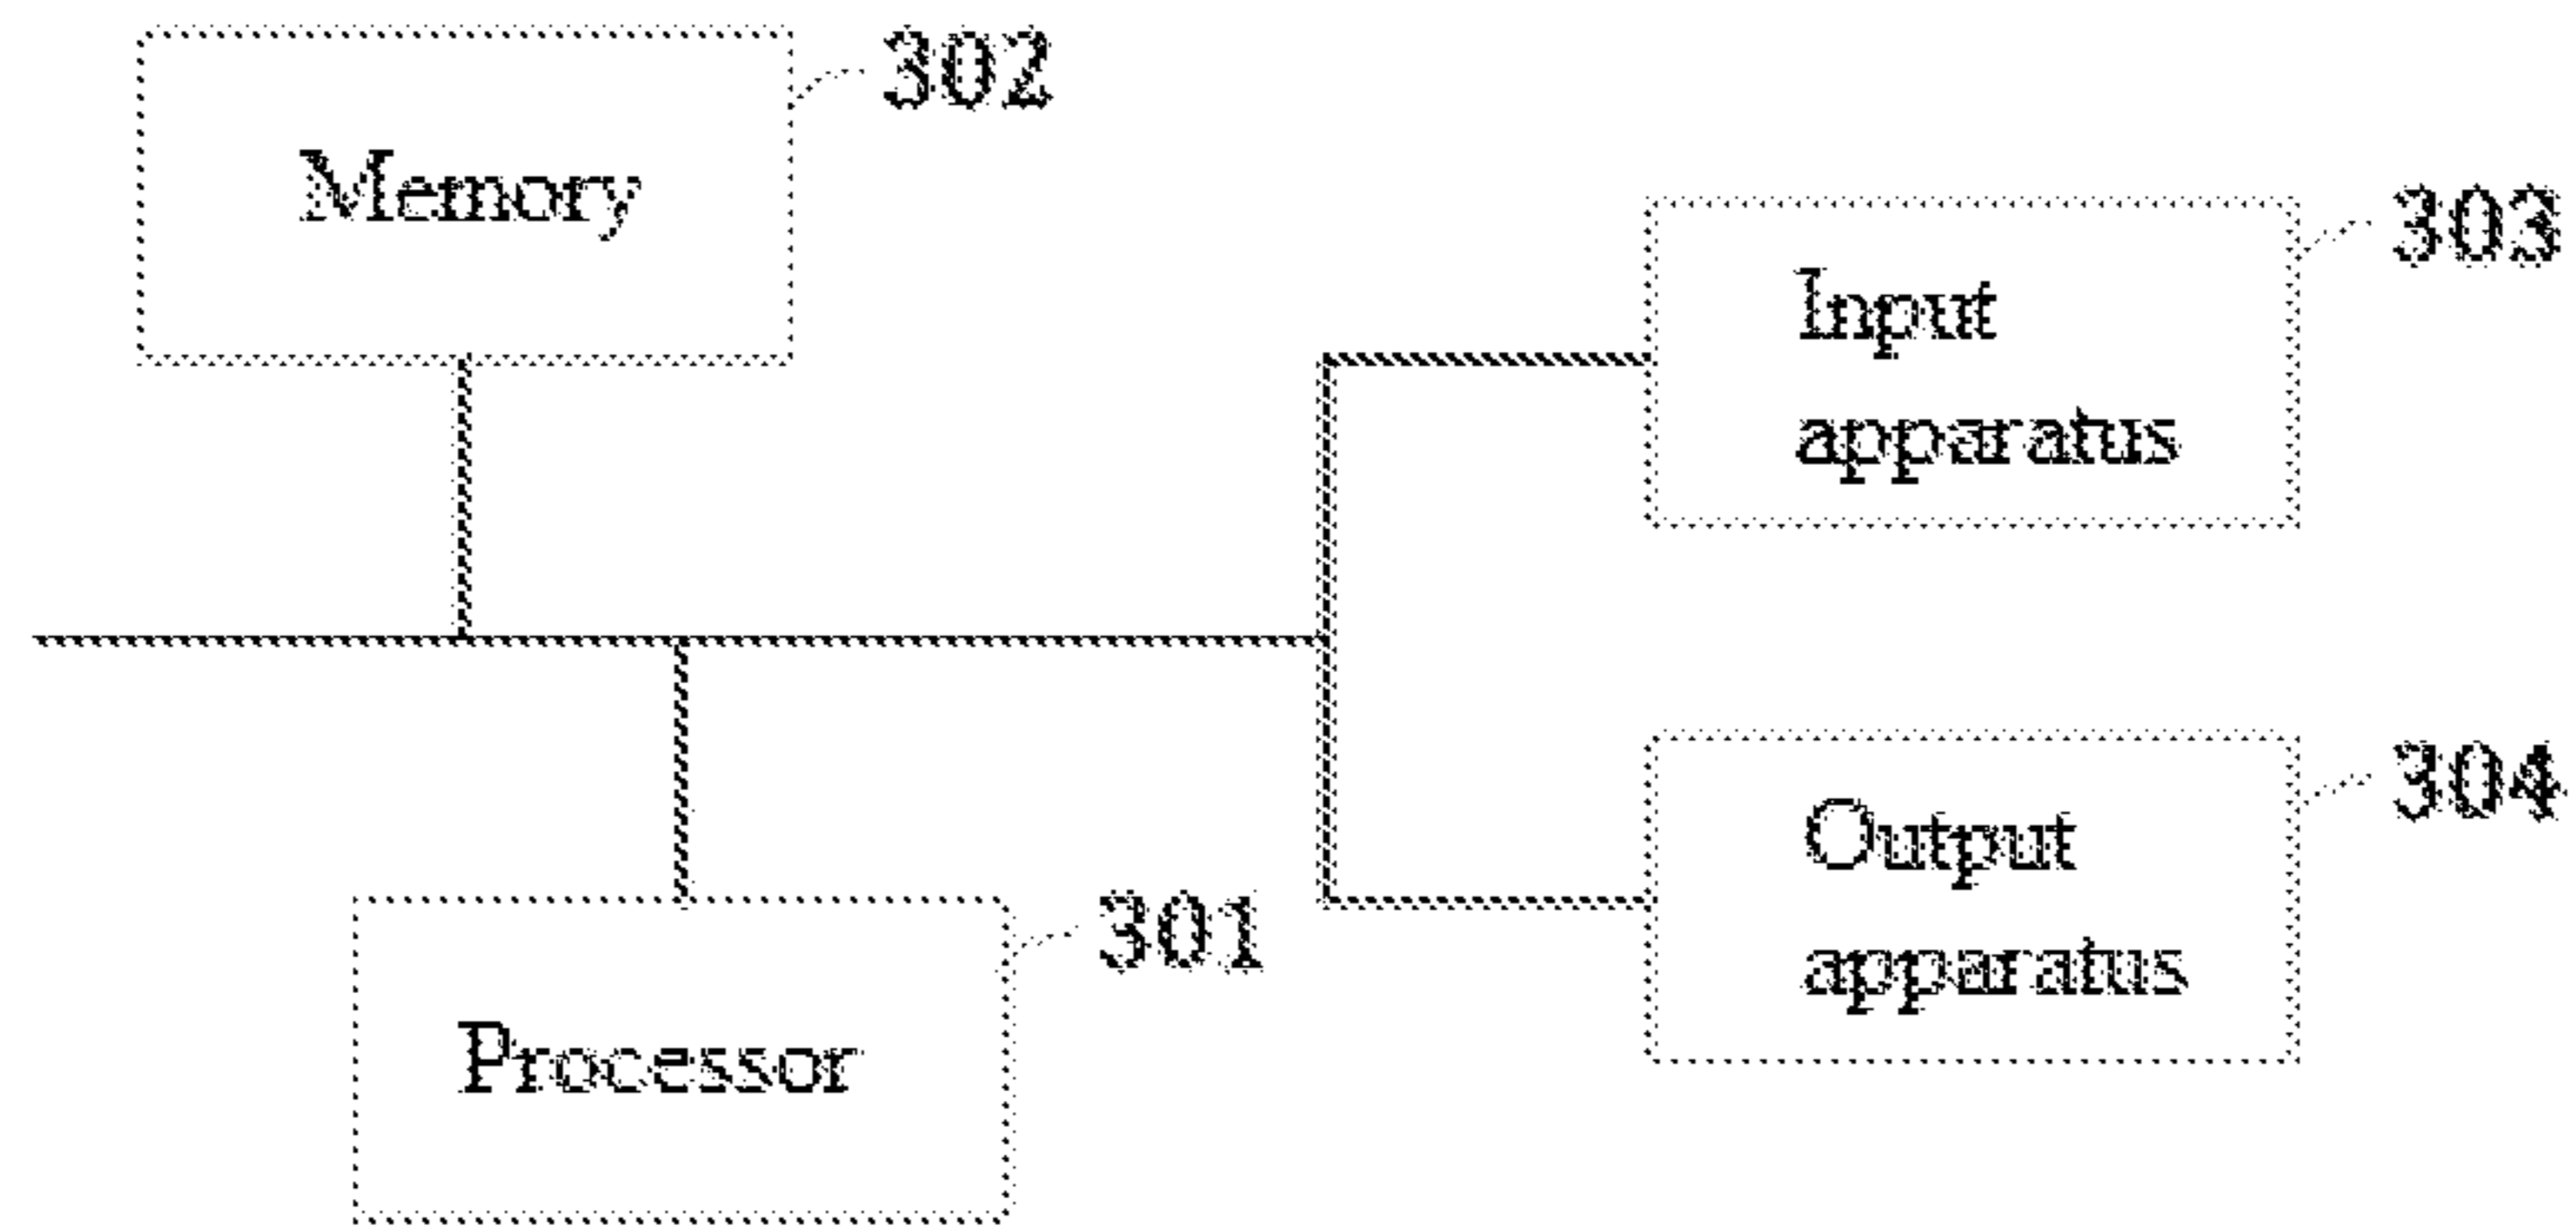 302
Memory
303
Input
apparatus
304
Output
apparatus
301
Processor